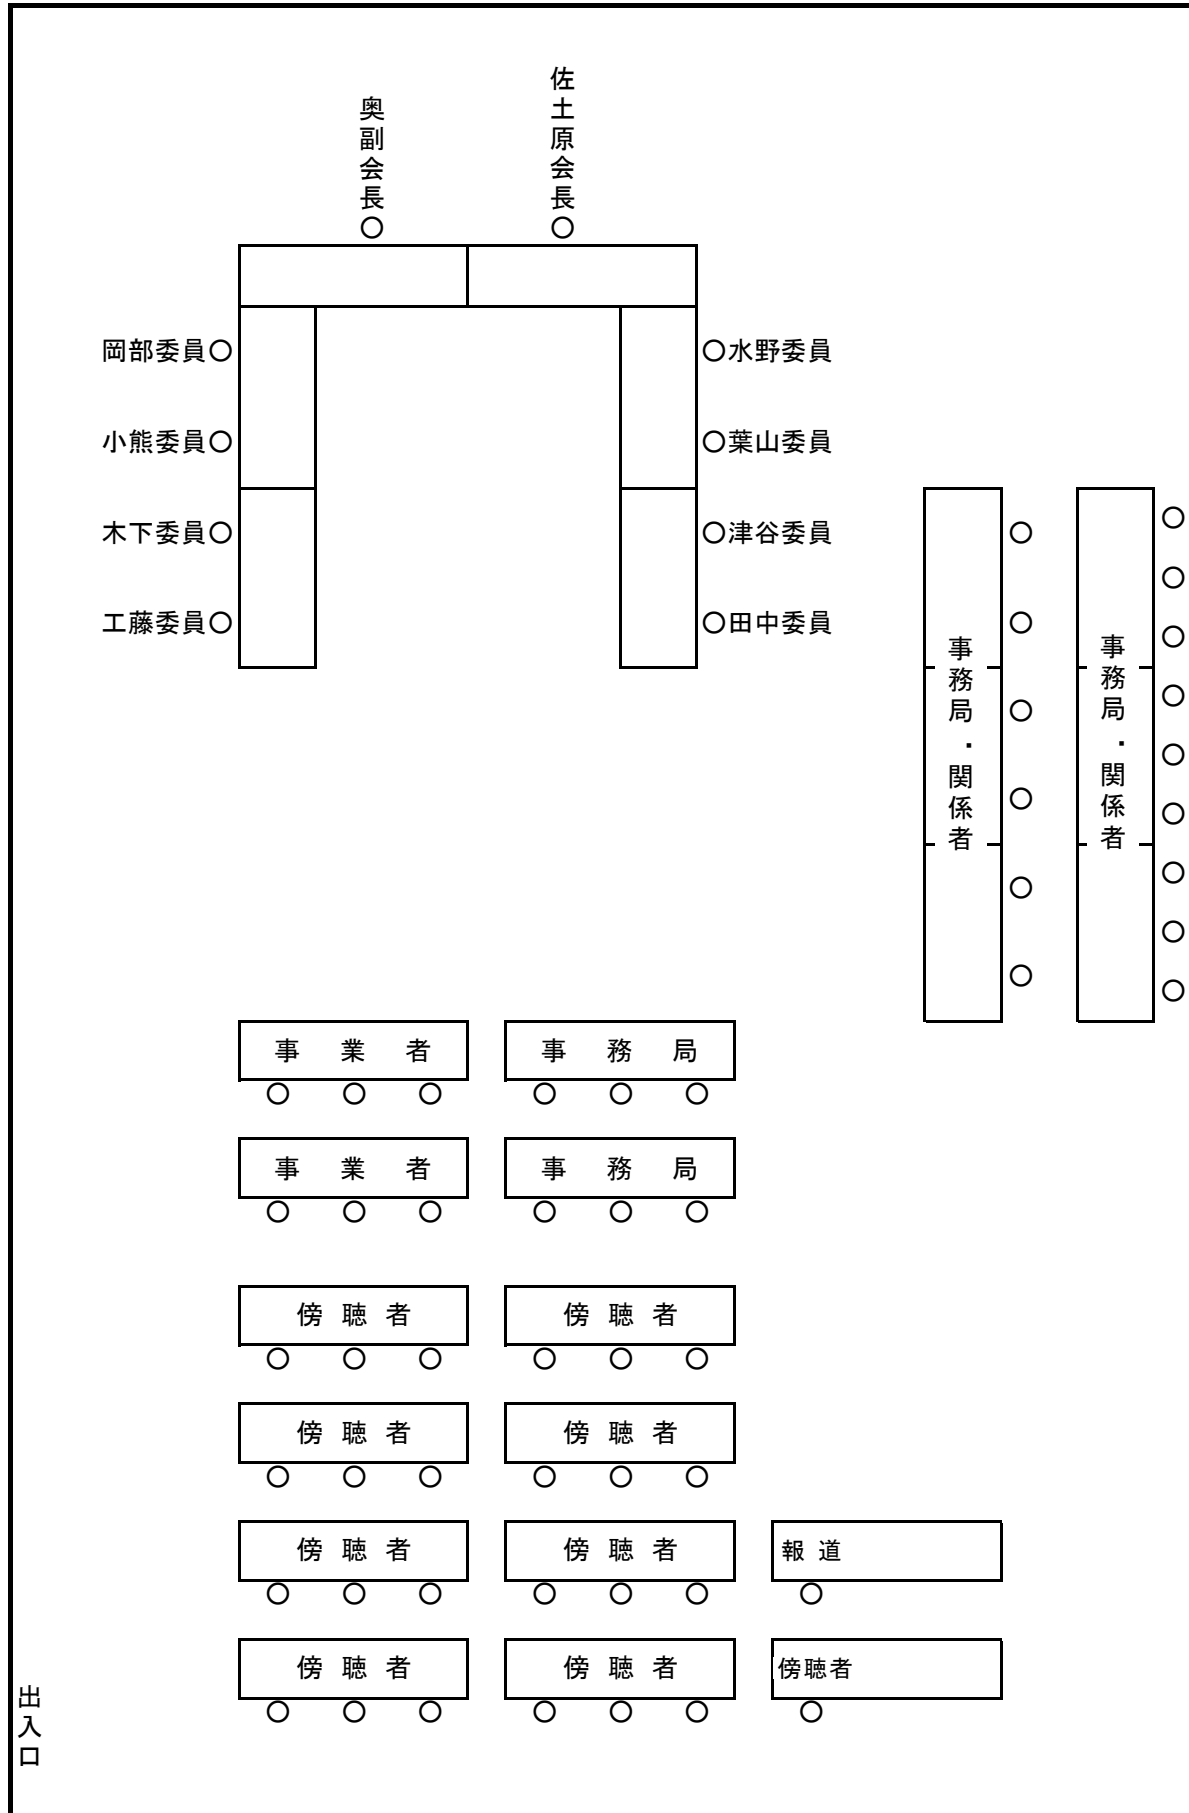 佐土原会長○
奥副会長○
岡部委員○
○水野委員
小熊委員○
○葉山委員
木下委員○
○津谷委員
工藤委員○
○田中委員
事務局・関係者
事務局・関係者
事業者
事務局
事業者
事務局
傍聴者
傍聴者
傍聴者
傍聴者
傍聴者
傍聴者
報道
傍聴者
傍聴者
傍聴者
出入口